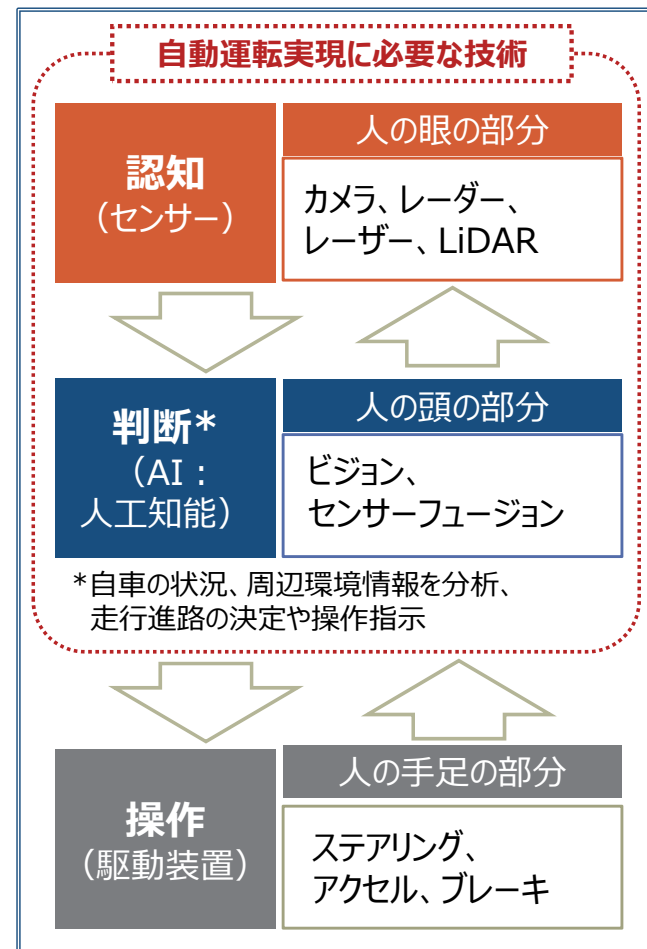 自動運転実現に必要な技術
認知
（センサー）
人の眼の部分
カメラ、レーダー、
レーザー、LiDAR
判断*
（AI：
人工知能）
人の頭の部分
ビジョン、
センサーフュージョン
*自車の状況、周辺環境情報を分析、
走行進路の決定や操作指示
操作
（駆動装置）
人の手足の部分
ステアリング、
アクセル、ブレーキ